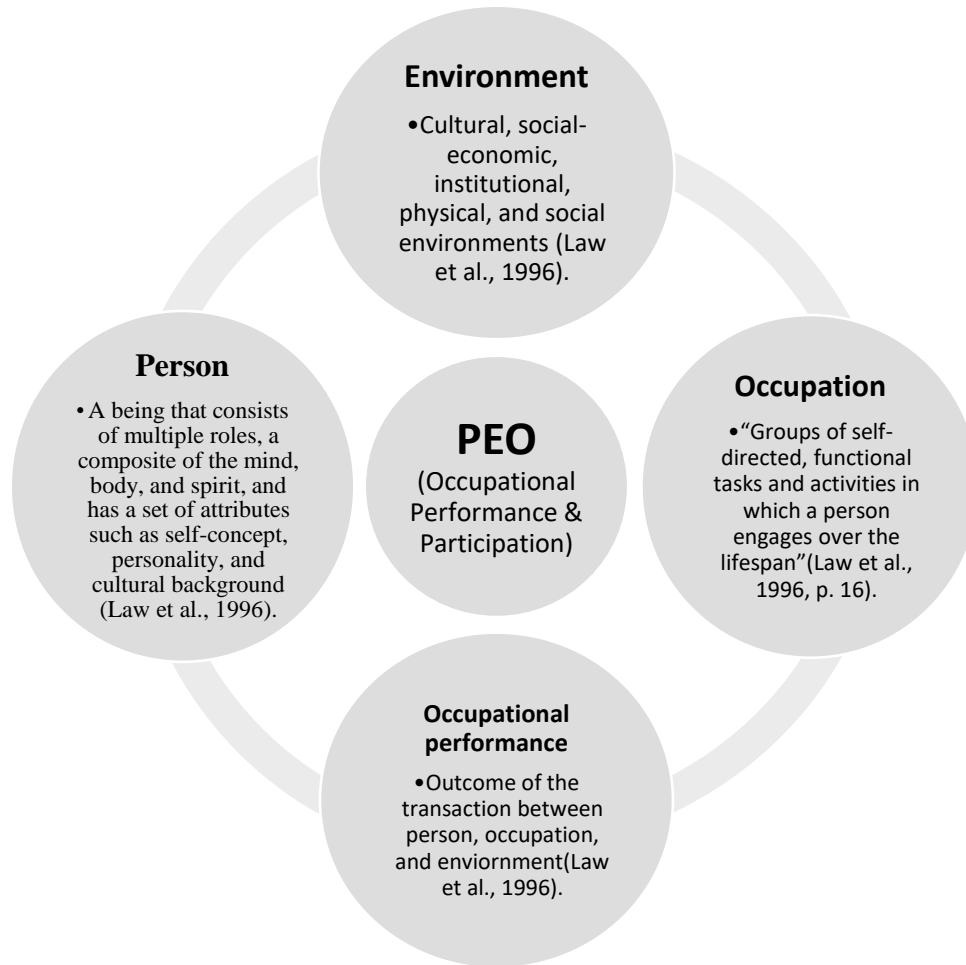 Environment
•Cultural, social-
economic,
institutional,
physical, and social
environments (Law
et al., 1996).
Person
• A being that consists
of multiple roles, a
composite of the mind,
body, and spirit, and
has a set of attributes
such as self-concept,
personality, and
cultural background
(Law et al., 1996).
PEO
(Occupational
Performance &
Participation)
Occupation
•“Groups of self-
directed, functional
tasks and activities in
which a person
engages over the
lifespan”(Law et al.,
1996, p. 16).
Occupational
performance
•Outcome of the
transaction between
person, occupation,
and enviornment(Law
et al., 1996).